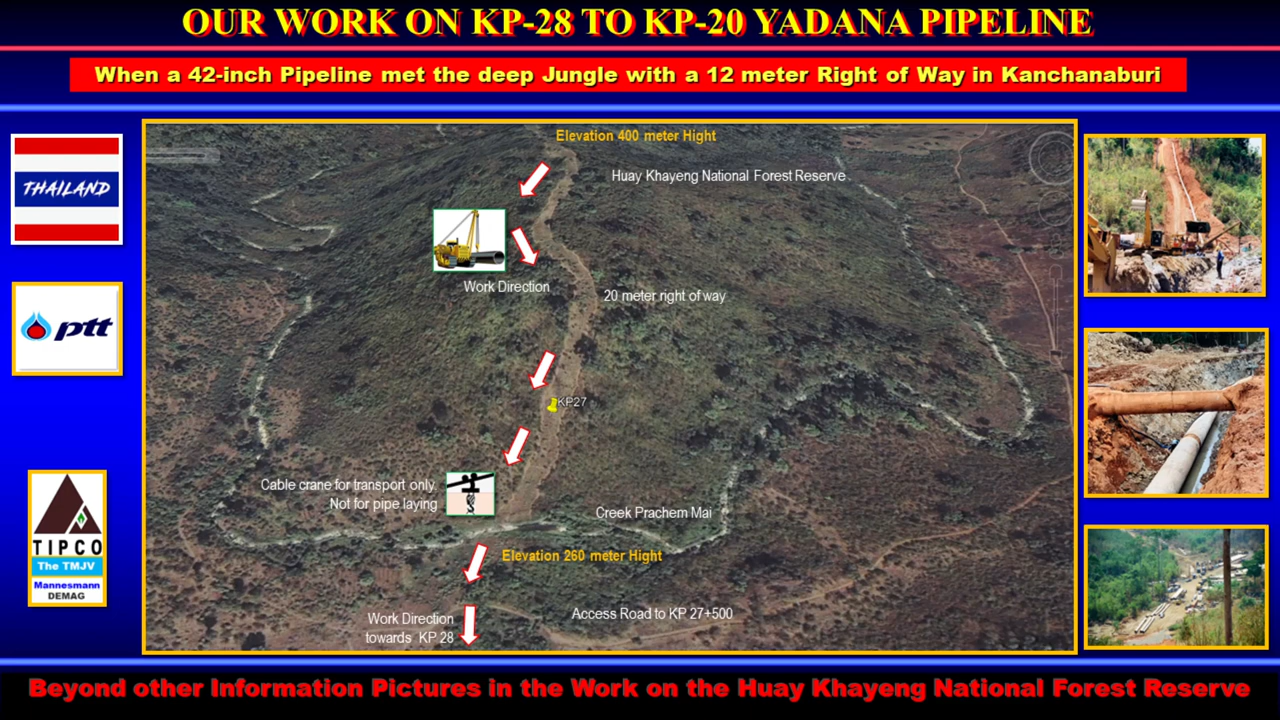 OUR WORK ON KP-28 TO KP-20 YADANA PIPELINE
When a 42-inch Pipeline met the deep Jungle with a 12 meter Right of Way in Kanchanaburi
THAILAND
ptt
TIPCO
The TMJV
Mannesmann
DEMAG
Elevation 400 meter Hight
Huay Khayeng National Forest Reserve
Work Direction
20 meter right of way
KP27
Cable crane for transport only.
Not for pipe laying
Creek Prachem Mai
Elevation 260 meter Hight
Access Road to KP 27+500
Work Direction
towards KP 28
Beyond other Information Pictures in the Work on the Huay Khayeng National Forest Reserve